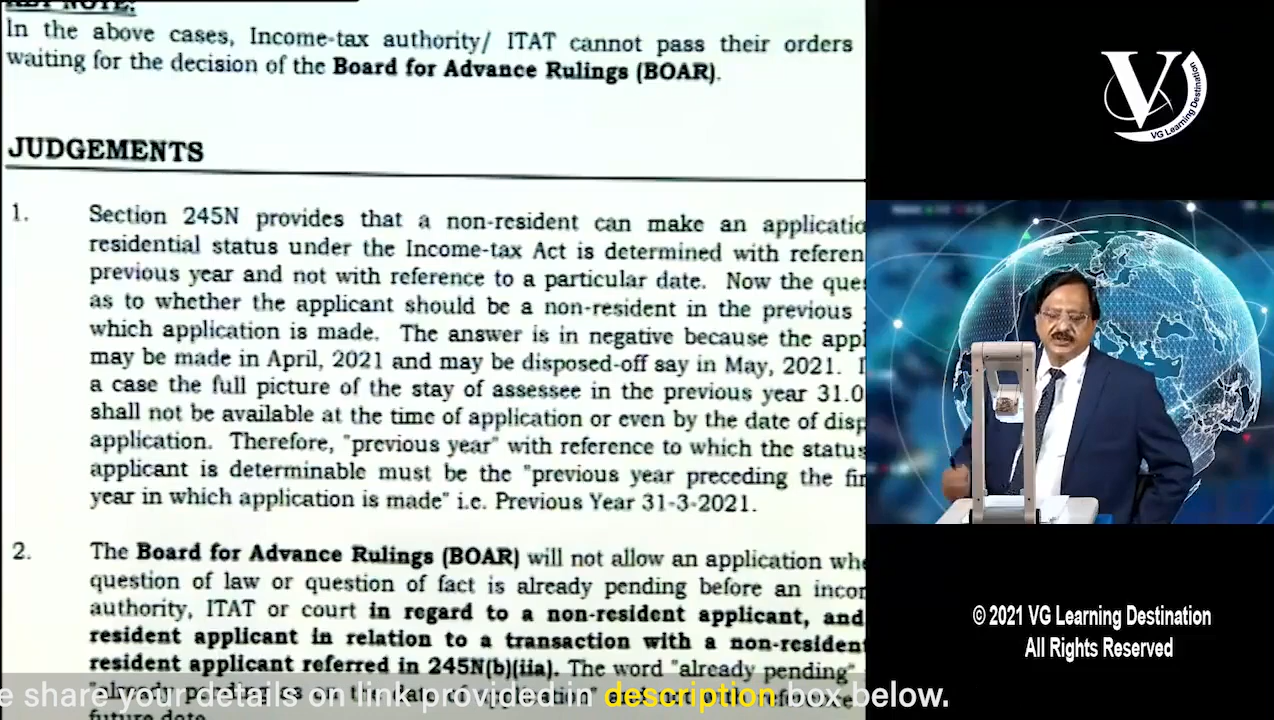 KEY NOTE:
In the above cases, Income-tax authority/ ITAT cannot pass their orders
waiting for the decision of the Board for Advance Rulings (BOAR).
JUDGEMENTS
1. Section 245N provides that a non-resident can make an applicatio
residential status under the Income-tax Act is determined with referen
previous year and not with reference to a particular date. Now the ques
as to whether the applicant should be a non-resident in the previous
which application is made. The answer is in negative because the appl
may be made in April, 2021 and may be disposed-off say in May, 2021. I
a case the full picture of the stay of assessee in the previous year 31.0
shall not be available at the time of application or even by the date of disp
application. Therefore, "previous year" with reference to which the status
applicant is determinable must be the "previous year preceding the fin
year in which application is made" i.e. Previous Year 31-3-2021.
2. The Board for Advance Rulings (BOAR) will not allow an application whe
question of law or question of fact is already pending before an incom
authority, ITAT or court in regard to a non-resident applicant, and
resident applicant in relation to a transaction with a non-resident
resident applicant referred in 245N(b)(iia). The word "already pending"
future date
V
VG Learning Destination
© 2021 VG Learning Destination
All Rights Reserved
e share your details on link provided in description box below.